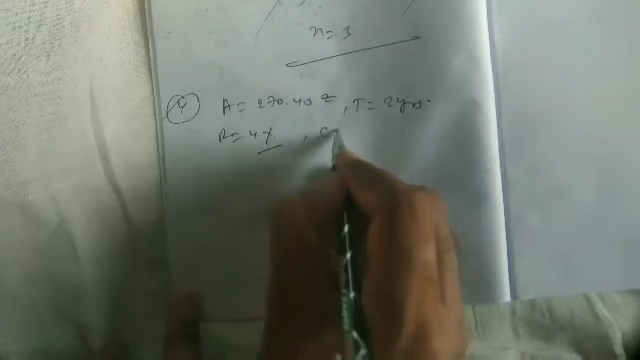 n = 3
④ A = 270.40 ₹, T = 2 yrs.
R = 4%, C